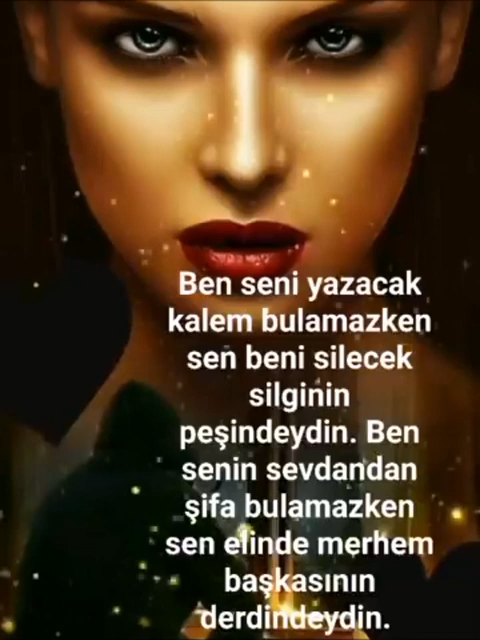 Ben seni yazacak
kalem bulamazken
sen beni silecek
silginin
peşindeydin. Ben
senin sevdandan
şifa bulamazken
sen elinde merhem
başkasının
derdindeydin.